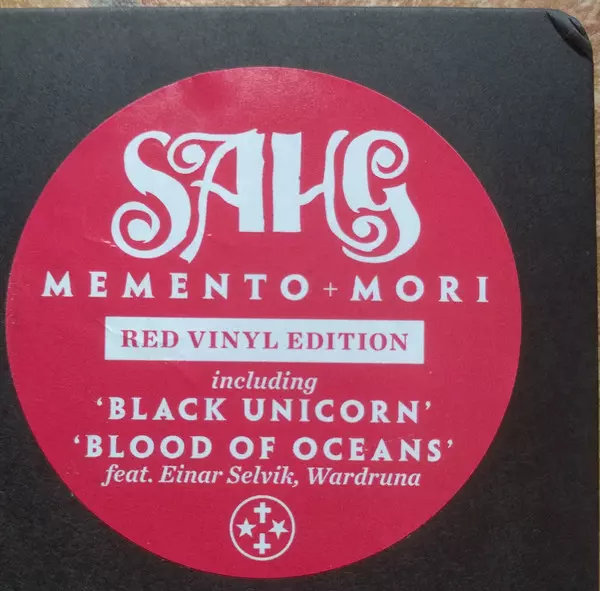 SAHG
MEMENTO + MORI
RED VINYL EDITION
including
‘BLACK UNICORN’
‘BLOOD OF OCEANS’
feat. Einar Selvik, Wardruna